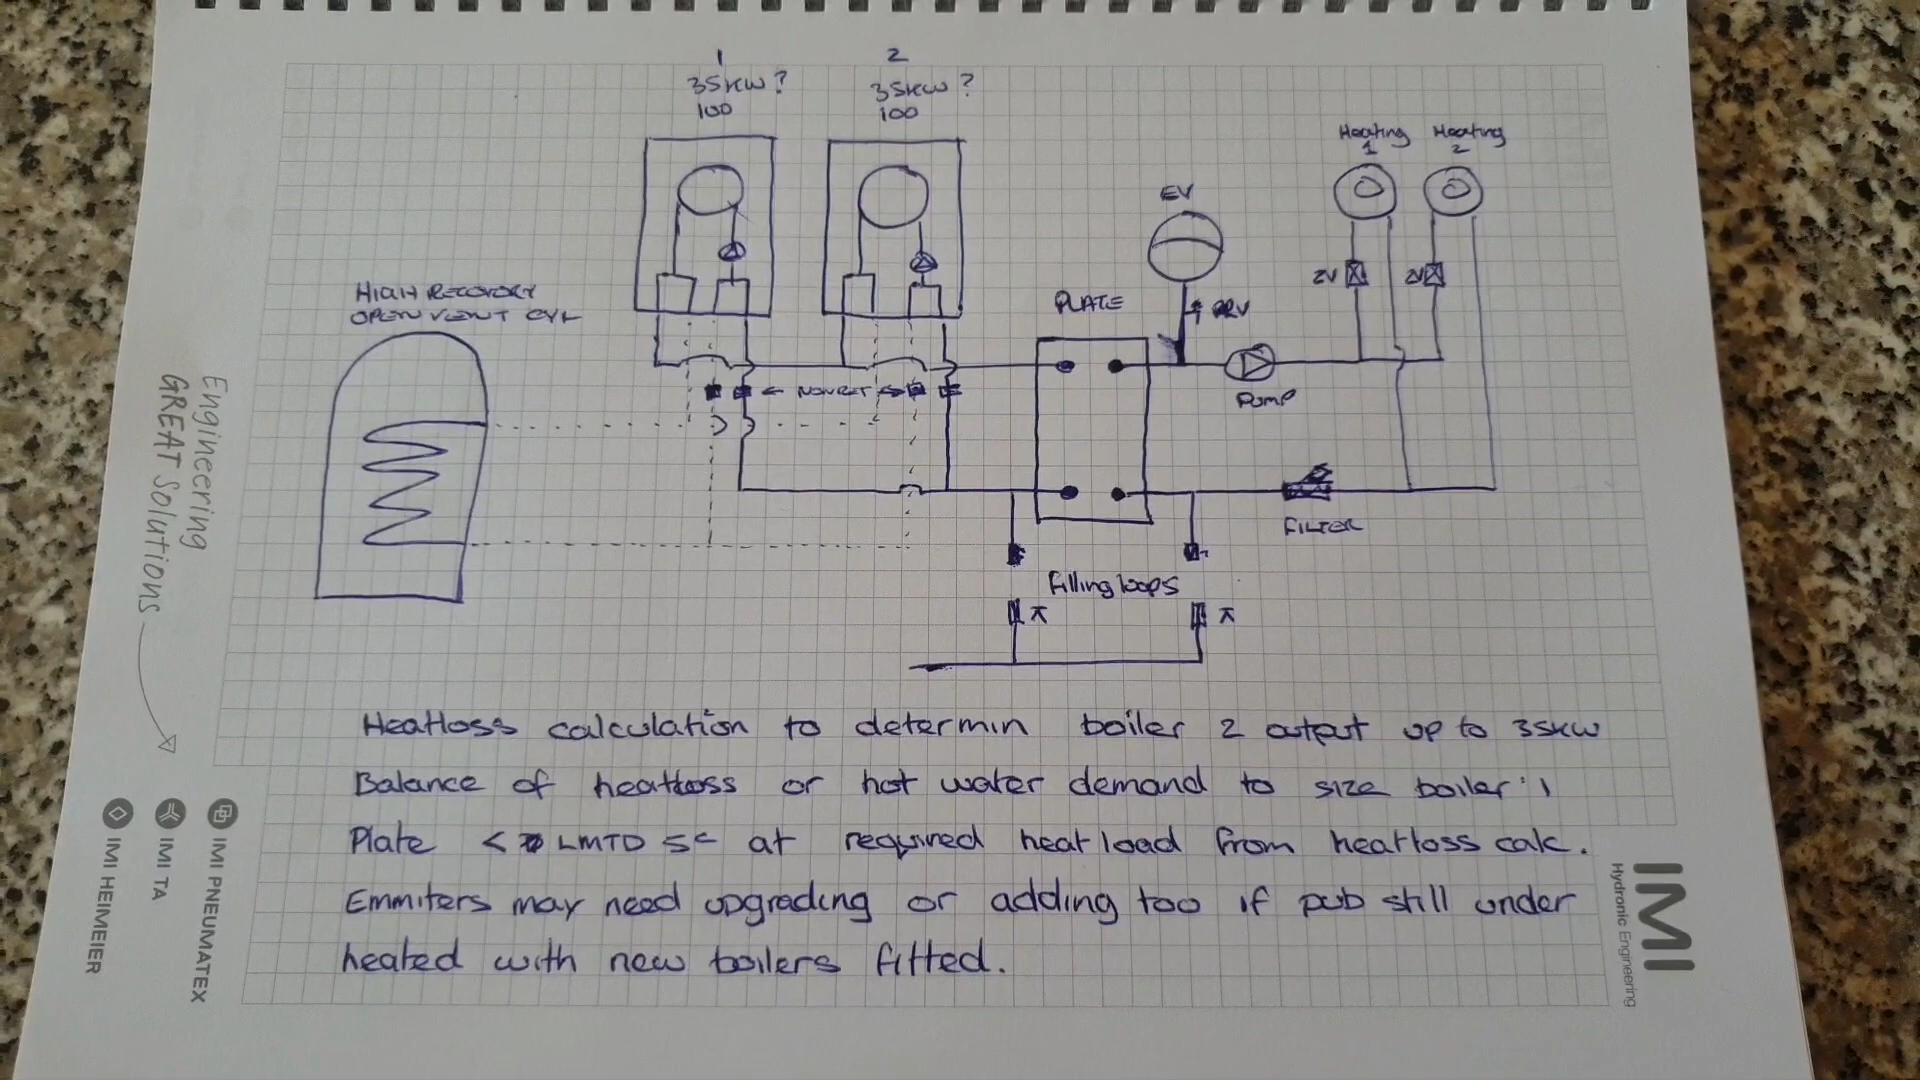 1
2
35kW?
35kW?
100
100
Heating
1
Heating
2
EV
PRV
ZV
ZV
HIGH RECOVERY
OPEN VENT CYL
PLATE
← NONRET →
PUMP
FILTER
Filling loops
Heatloss calculation to determin boiler 2 output up to 35kW
Balance of heatloss or hot water demand to size boiler 1
Plate < LMTD 5c at required heat load from heatloss calc.
Emmiters may need upgrading or adding too if pub still under
heated with new boilers fitted.
Engineering
GREAT Solutions
IMI PNEUMATEX
IMI TA
IMI HEIMEIER
IMI
Hydronic Engineering